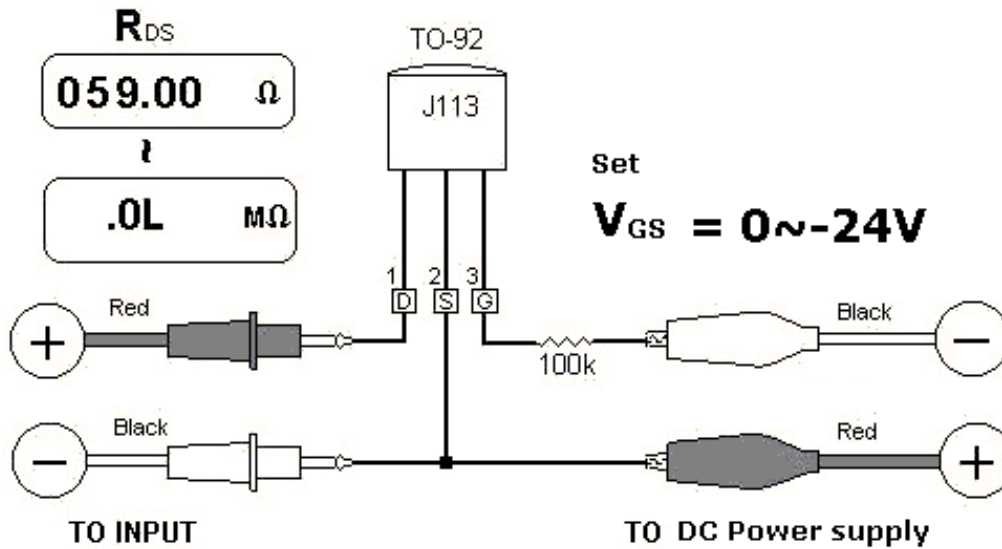 RDS
059.00 Ω
~
.0L MΩ
TO-92
J113
Set
VGS = 0~-24V
1 2 3
D S G
+ Red
100k
Black -
- Black
Red +
TO INPUT
TO DC Power supply